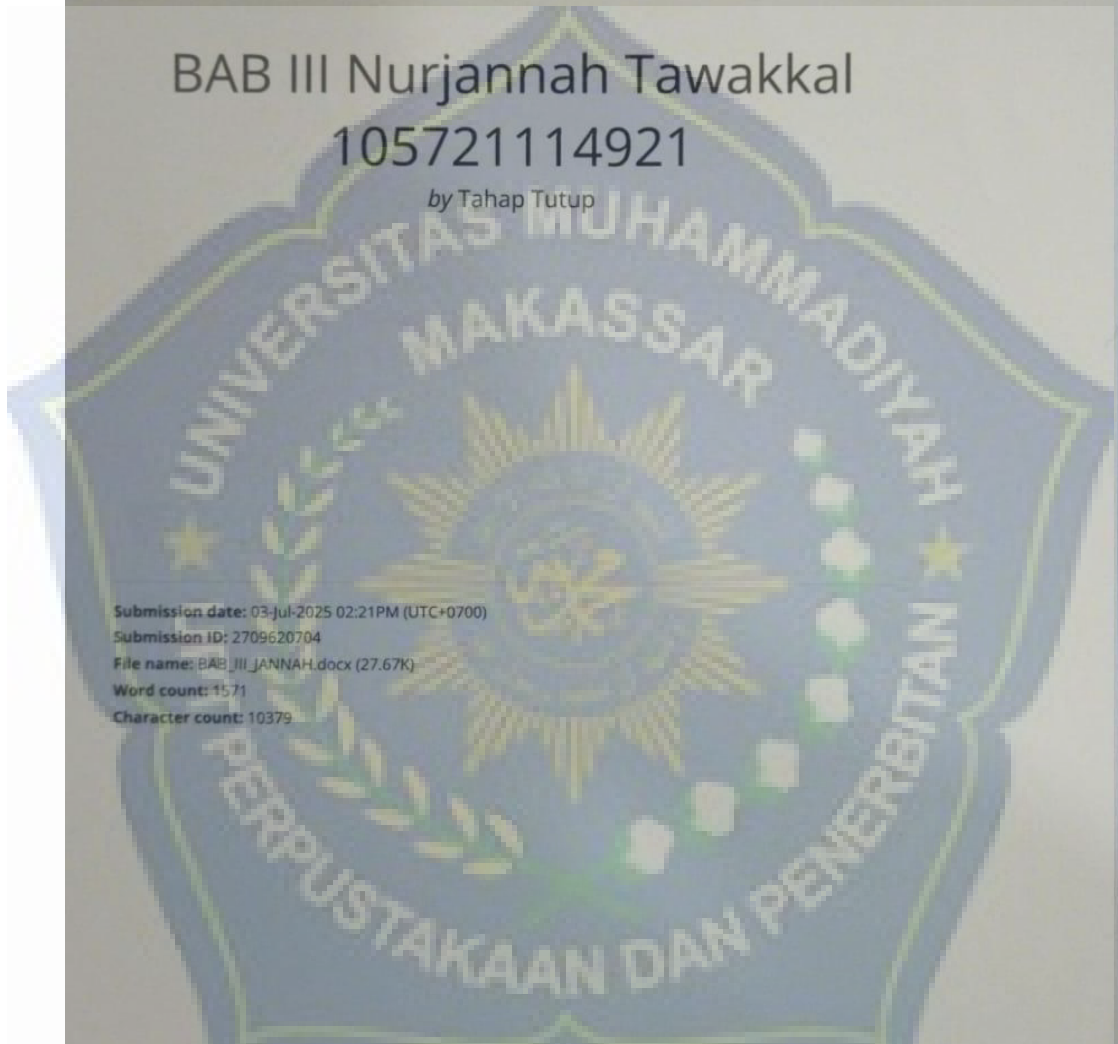 BAB III Nurjannah Tawakkal
105721114921
by Tahap Tutup
UNIVERSITAS MUHAMMADIYAH
MAKASSAR
Submission date: 03-Jul-2025 02:21PM (UTC+0700)
Submission ID: 2709620704
File name: BAB_III_JANNAH.docx (27.67K)
Word count: 1571
Character count: 10379
PERPUSTAKAAN DAN PENERBITAN